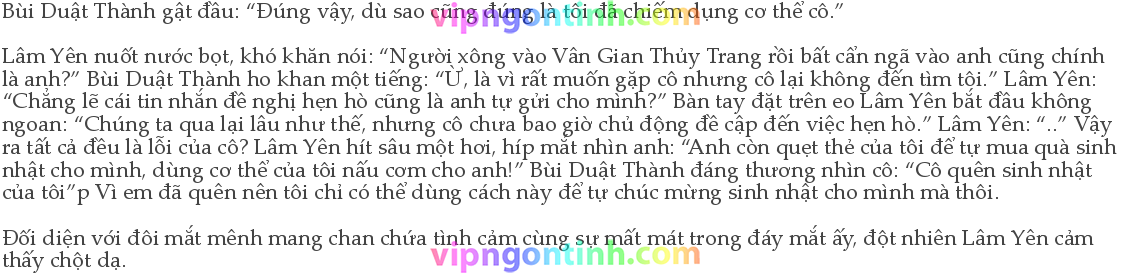 Bùi Duật Thành gật đầu: “Đúng vậy, dù sao cũng đúng là tôi đã chiếm dụng cơ thể cô.”
vipngontinh.com
Lâm Yên nuốt nước bọt, khó khăn nói: “Người xông vào Vân Gian Thủy Trang rồi bất cẩn ngã vào anh cũng chính
là anh?” Bùi Duật Thành ho khan một tiếng: “Ừ, là vì rất muốn gặp cô nhưng cô lại không đến tìm tôi.” Lâm Yên:
“Chẳng lẽ cái tin nhắn đề nghị hẹn hò cũng là anh tự gửi cho mình?” Bàn tay đặt trên eo Lâm Yên bắt đầu không
ngoan: “Chúng ta qua lại lâu như thế, nhưng cô chưa bao giờ chủ động đề cập đến việc hẹn hò.” Lâm Yên: “..” Vậy
ra tất cả đều là lỗi của cô? Lâm Yên hít sâu một hơi, híp mắt nhìn anh: “Anh còn quẹt thẻ của tôi để tự mua quà sinh
nhật cho mình, dùng cơ thể của tôi nấu cơm cho anh!” Bùi Duật Thành đáng thương nhìn cô: “Cô quên sinh nhật
của tôi”p Vì em đã quên nên tôi chỉ có thể dùng cách này để tự chúc mừng sinh nhật cho mình mà thôi.
vipngontinh.com
Đối diện với đôi mắt mênh mang chan chứa tình cảm cùng sự mất mát trong đáy mắt ấy, đột nhiên Lâm Yên cảm
thấy chột dạ.
vipngontinh.com